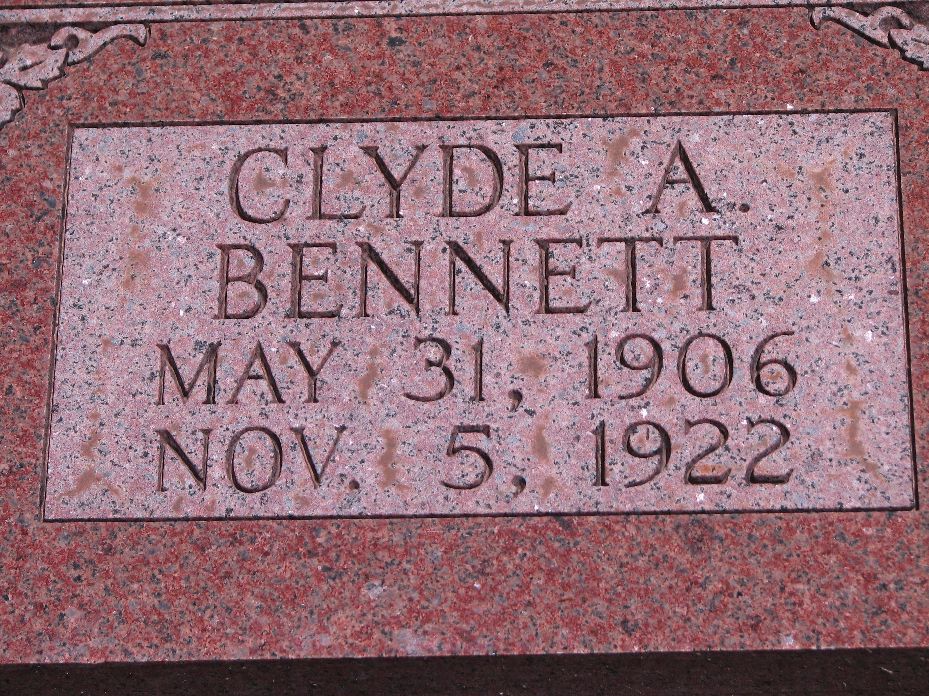 CLYDE A.
BENNETT
MAY 31, 1906
NOV. 5, 1922